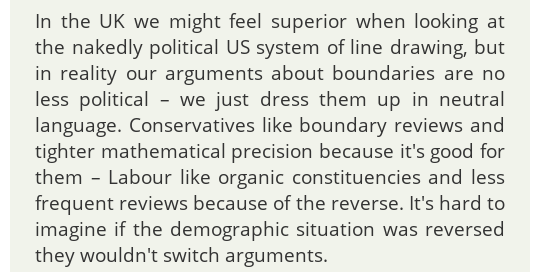 In the UK we might feel superior when looking at
the nakedly political US system of line drawing, but
in reality our arguments about boundaries are no
less political – we just dress them up in neutral
language. Conservatives like boundary reviews and
tighter mathematical precision because it's good for
them – Labour like organic constituencies and less
frequent reviews because of the reverse. It's hard to
imagine if the demographic situation was reversed
they wouldn't switch arguments.